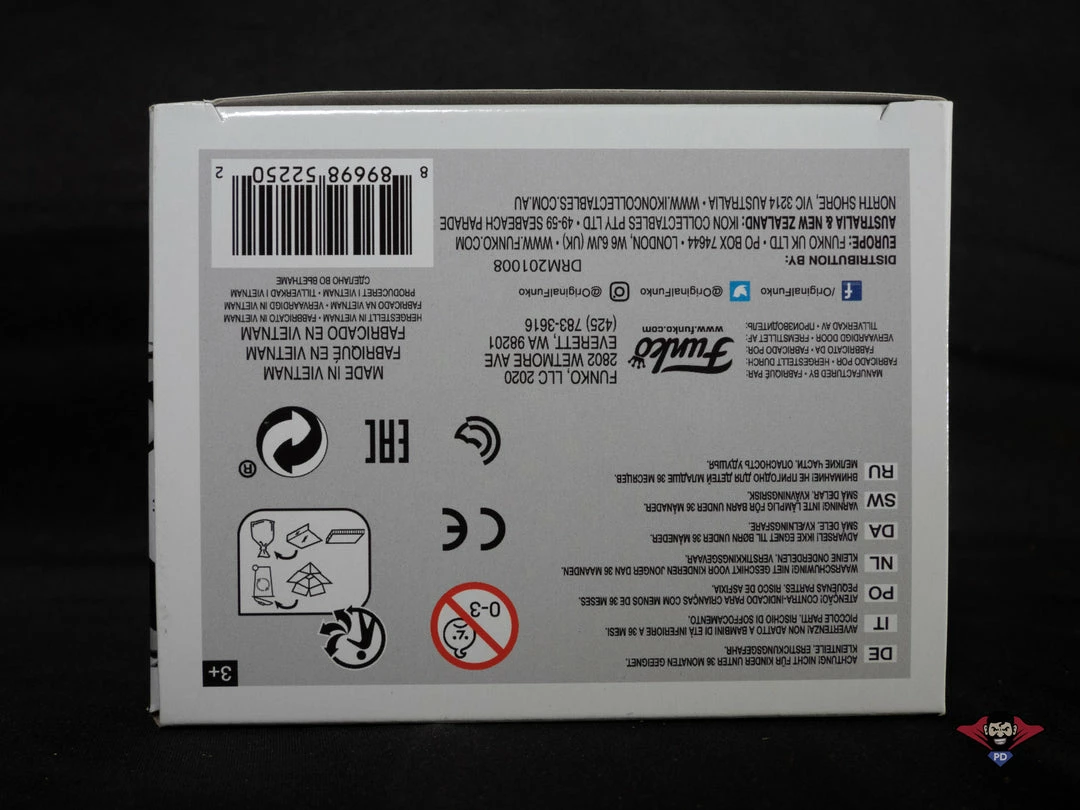 DE ACHTUNG! NICHT FÜR KINDER UNTER 36 MONATEN GEEIGNET.
KLEINTEILE. ERSTICKUNGSGEFAHR.
IT AVVERTENZA! NON ADATTO A BAMBINI DI ETÀ INFERIORE A 36 MESI.
PICCOLE PARTI. RISCHIO DI SOFFOCAMENTO.
PO ATENÇÃO! CONTRA-INDICADO PARA CRIANÇAS COM MENOS DE 36 MESES.
PEQUENAS PARTES. RISCO DE ASFIXIA.
NL WAARSCHUWING! NIET GESCHIKT VOOR KINDEREN JONGER DAN 36 MAANDEN.
KLEINE ONDERDELEN. VERSTIKKINGSGEVAAR.
DA ADVARSEL! IKKE EGNET TIL BØRN UNDER 36 MÅNEDER.
SMÅ DELE. KVÆLNINGSFARE.
SW VARNING! INTE LÄMPLIG FÖR BARN UNDER 36 MÅNADER.
SMÅ DELAR. KVÄVNINGSRISK.
RU ВНИМАНИЕ! НЕ ПРИГОДНО ДЛЯ ДЕТЕЙ МЛАДШЕ 36 МЕСЯЦЕВ.
МЕЛКИЕ ЧАСТИ. ОПАСНОСТЬ УДУШЬЯ.
0-3
3+
CE
EAC
®
MANUFACTURED BY • FABRIQUÉ PAR:
FABRICADO POR • HERGESTELLT DURCH:
FABRICATO DA • FABRICADO POR:
VERVAARDIGD DOOR • FREMSTILLET AF:
TILLVERKAD AV • ПРОИЗВОДИТЕЛЬ:
Funko
www.funko.com
FUNKO, LLC 2020
2802 WETMORE AVE
EVERETT, WA 98201
(425) 783-3616
/OriginalFunko @OriginalFunko @OriginalFunko
DISTRIBUTION BY: DRM201008
EUROPE: FUNKO UK LTD • PO BOX 74644 • LONDON, W6 6JW (UK) • WWW.FUNKO.COM
AUSTRALIA & NEW ZEALAND: IKON COLLECTABLES PTY LTD • 49-59 SEABEACH PARADE
NORTH SHORE, VIC 3214 AUSTRALIA • WWW.IKONCOLLECTABLES.COM.AU
MADE IN VIETNAM
FABRIQUÉ EN VIETNAM
FABRICADO EN VIETNAM
HERGESTELLT IN VIETNAM • FABBRICATO IN VIETNAM
FABRICADO NA VIETNAM • VERVAARDIGD IN VIETNAM
PRODUCERET I VIETNAM • TILLVERKAD I VIETNAM
СДЕЛАНО ВО ВЬЕТНАМЕ
8 89698 52250 2
PD